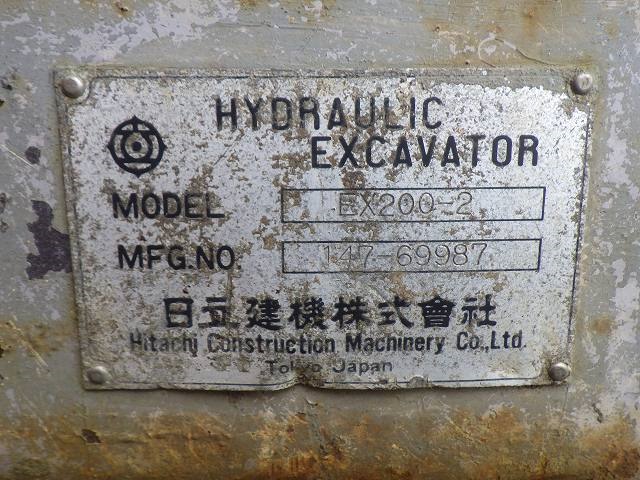 HYDRAULIC
EXCAVATOR
MODEL EX200-2
MFG.NO. 147-69987
日立建機株式會社
Hitachi Construction Machinery Co.,Ltd.
Tokyo Japan